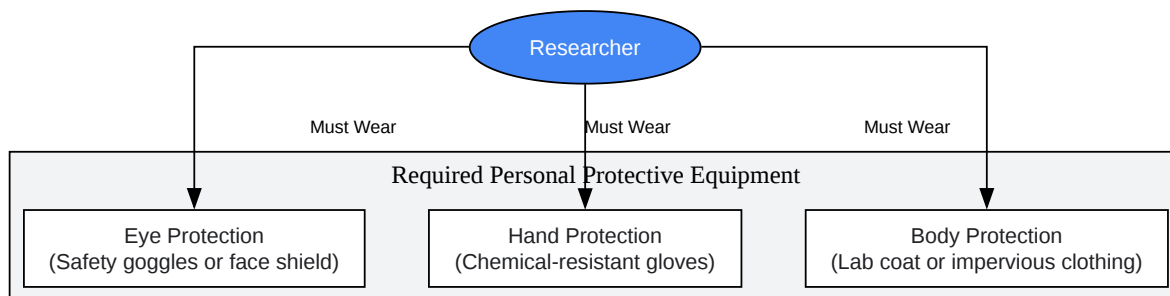 Researcher
Must Wear
Must Wear
Must Wear
Required Personal Protective Equipment
Eye Protection
(Safety goggles or face shield)
Hand Protection
(Chemical-resistant gloves)
Body Protection
(Lab coat or impervious clothing)